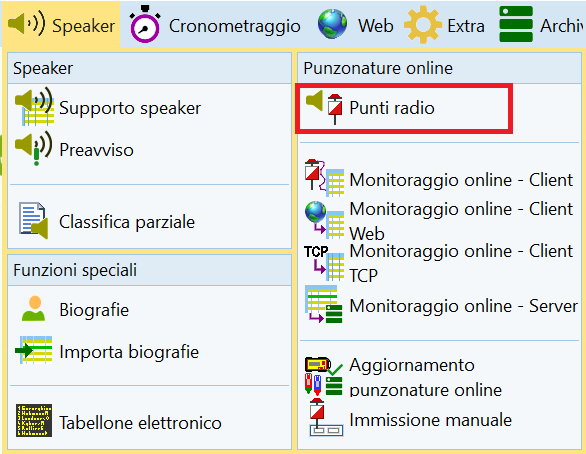 Speaker
Cronometraggio
Web
Extra
Archiv
Speaker
Supporto speaker
Preavviso
Classifica parziale
Funzioni speciali
Biografie
Importa biografie
Tabellone elettronico
Punzonature online
Punti radio
Monitoraggio online - Client
Monitoraggio online - Client
Web
TCP
Monitoraggio online - Client
TCP
Monitoraggio online - Server
Aggiornamento
punzonature online
Immissione manuale